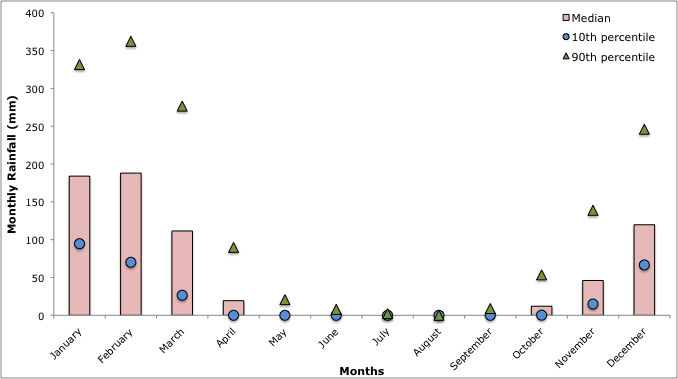 400
350
300
250
200
150
100
50
0
Monthly Rainfall (mm)
Median
10th percentile
90th percentile
January
February
March
April
May
June
July
August
September
October
November
December
Months